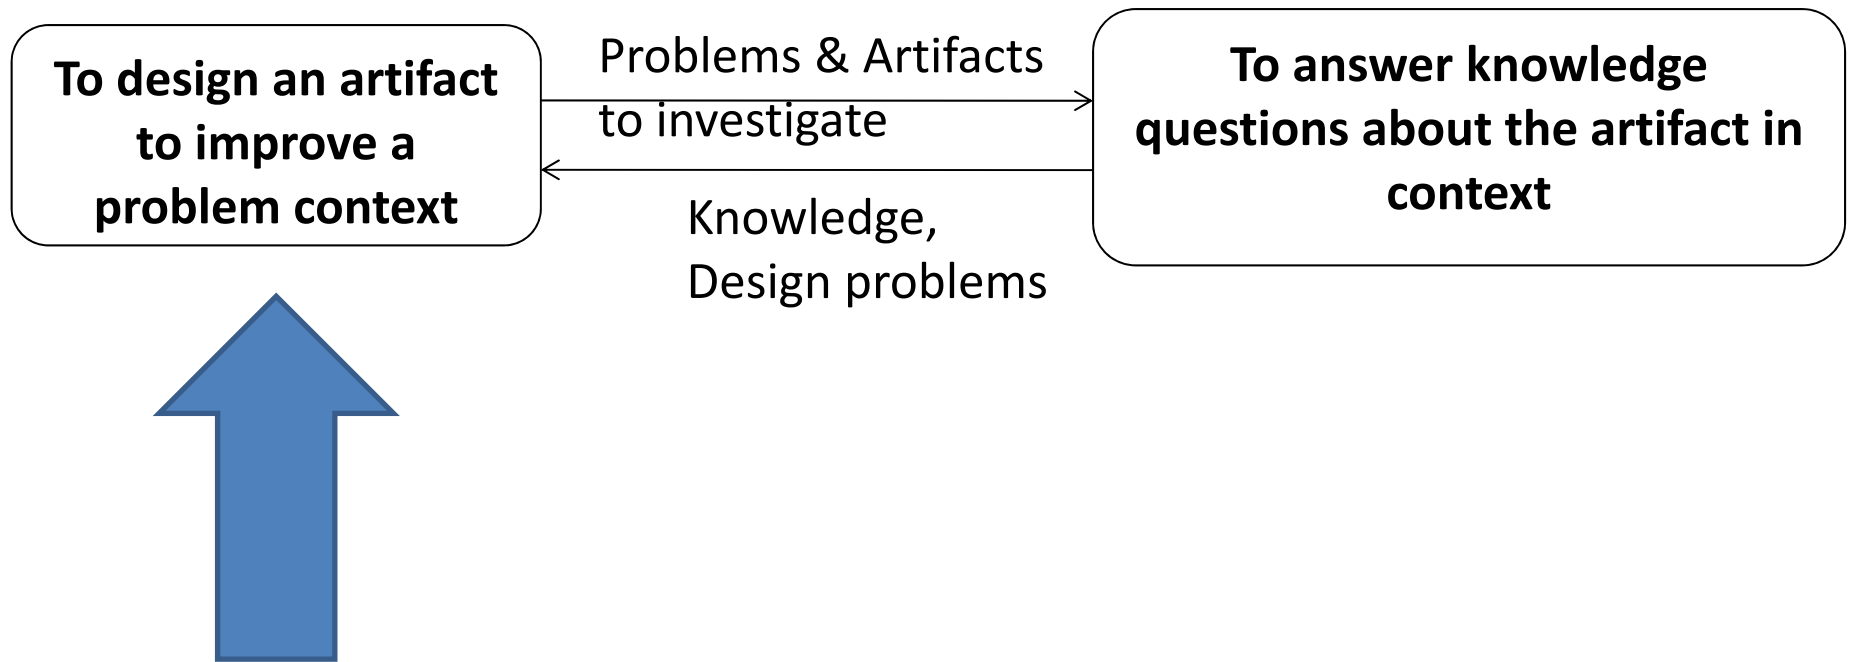 To design an artifact
to improve a
problem context
Problems & Artifacts
to investigate
Knowledge,
Design problems
To answer knowledge
questions about the artifact in
context